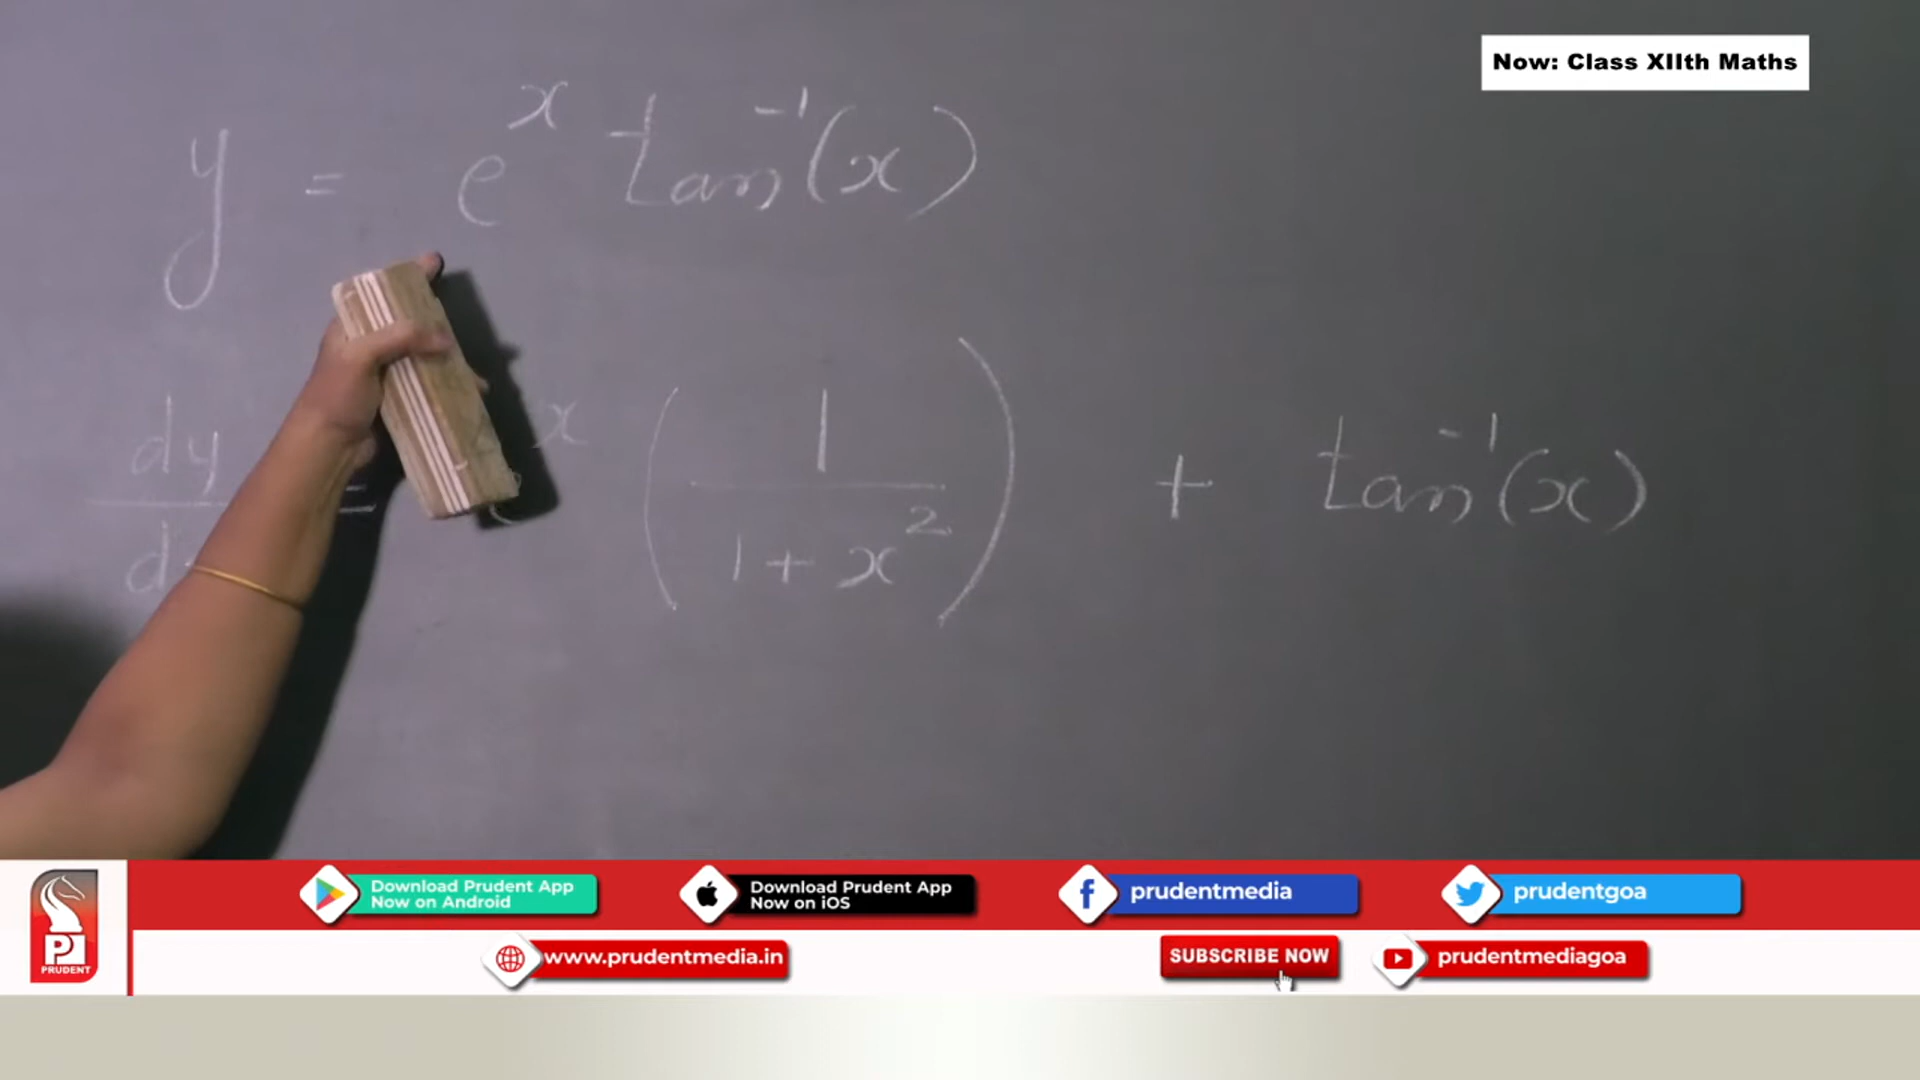 Now: Class XIIth Maths
y = e^x tan^-1(x)
dy/d = e^x (1/(1+x^2)) + tan^-1(x)
Download Prudent App
Now on Android
Download Prudent App
Now on iOS
prudentmedia
prudentgoa
PRUDENT
www.prudentmedia.in
SUBSCRIBE NOW
prudentmediagoa